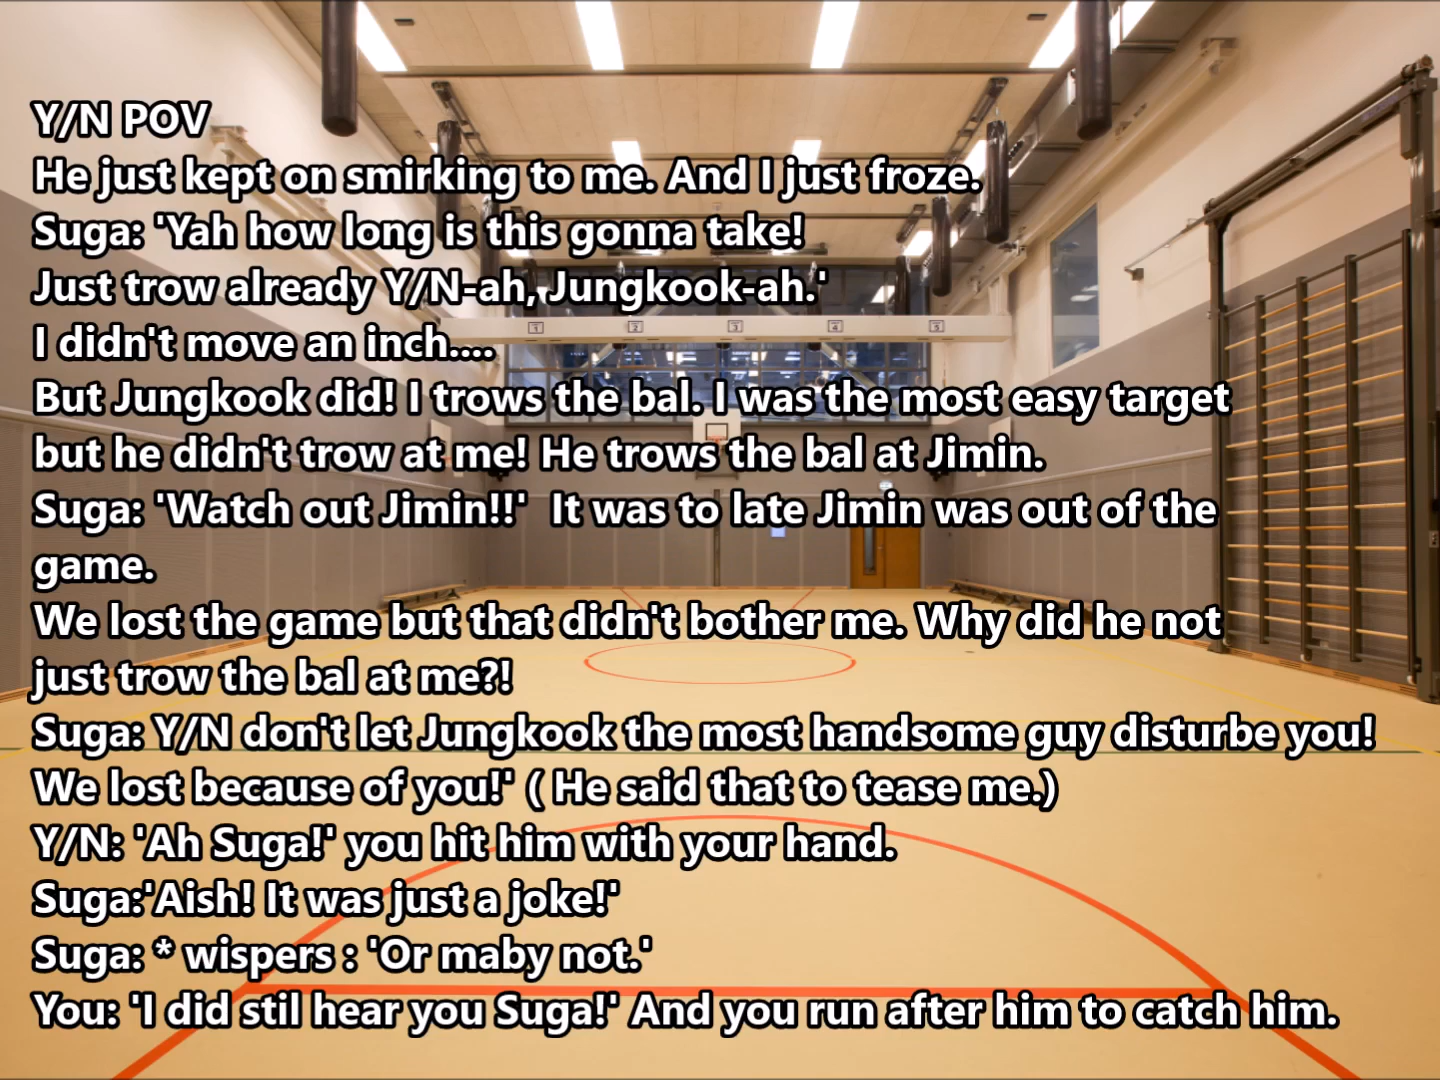 Y/N POV
He just kept on smirking to me. And I just froze.
Suga: 'Yah how long is this gonna take!
Just trow already Y/N-ah, Jungkook-ah.'
1 2 3 4 5
I didn't move an inch....
But Jungkook did! I trows the bal. I was the most easy target
but he didn't trow at me! He trows the bal at Jimin.
Suga: 'Watch out Jimin!!'  It was to late Jimin was out of the
game.
We lost the game but that didn't bother me. Why did he not
just trow the bal at me?!
Suga: Y/N don't let Jungkook the most handsome guy disturbe you!
We lost because of you!' ( He said that to tease me.)
Y/N: 'Ah Suga!' you hit him with your hand.
Suga:'Aish! It was just a joke!'
Suga: * wispers : 'Or maby not.'
You: 'I did stil hear you Suga!' And you run after him to catch him.